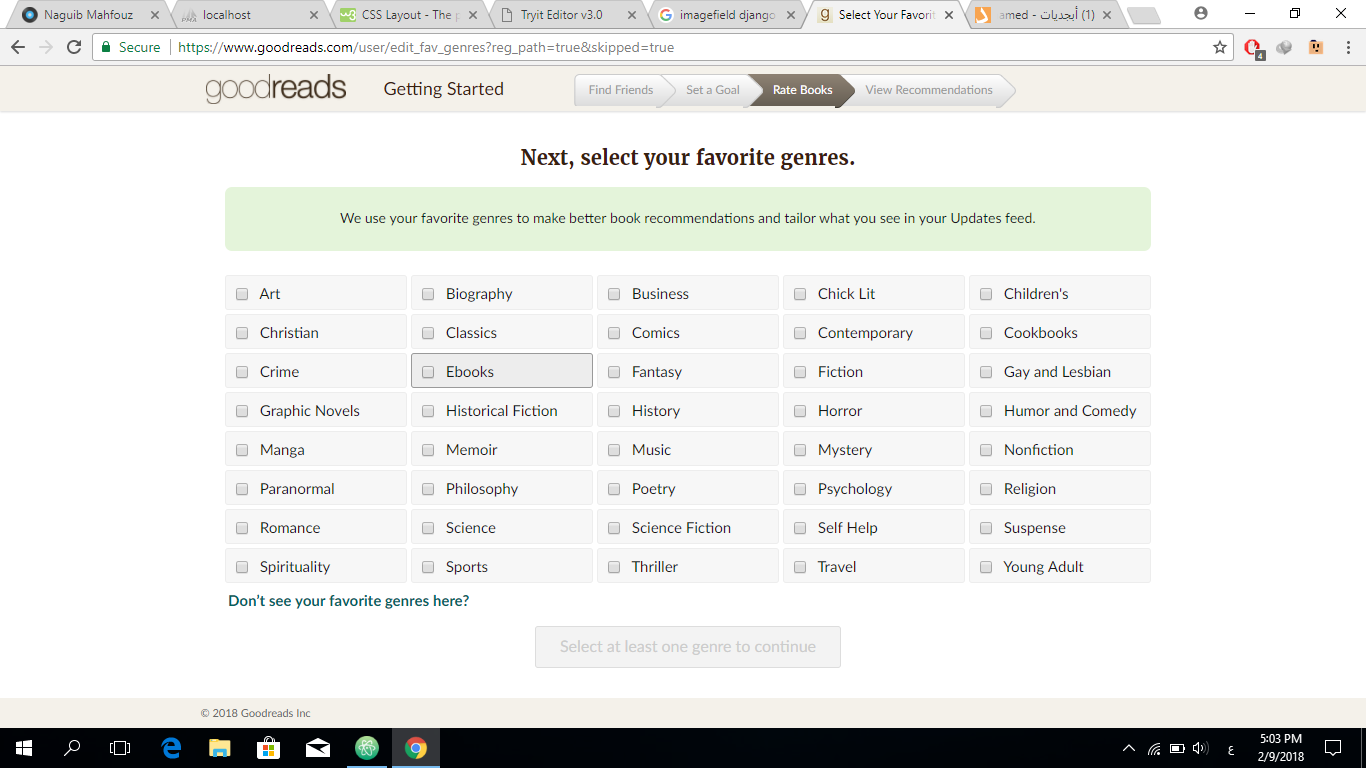 Naguib Mahfouz
localhost
CSS Layout - The p
Tryit Editor v3.0
imagefield django
Select Your Favorit
amed - أبجديات (1)
Secure
https://www.goodreads.com/user/edit_fav_genres?reg_path=true&skipped=true
4
goodreads
Getting Started
Find Friends
Set a Goal
Rate Books
View Recommendations
Next, select your favorite genres.
We use your favorite genres to make better book recommendations and tailor what you see in your Updates feed.
Art Biography Business Chick Lit Children's
Christian Classics Comics Contemporary Cookbooks
Crime Ebooks Fantasy Fiction Gay and Lesbian
Graphic Novels Historical Fiction History Horror Humor and Comedy
Manga Memoir Music Mystery Nonfiction
Paranormal Philosophy Poetry Psychology Religion
Romance Science Science Fiction Self Help Suspense
Spirituality Sports Thriller Travel Young Adult
Don't see your favorite genres here?
Select at least one genre to continue
© 2018 Goodreads Inc
ع
5:03 PM
2/9/2018